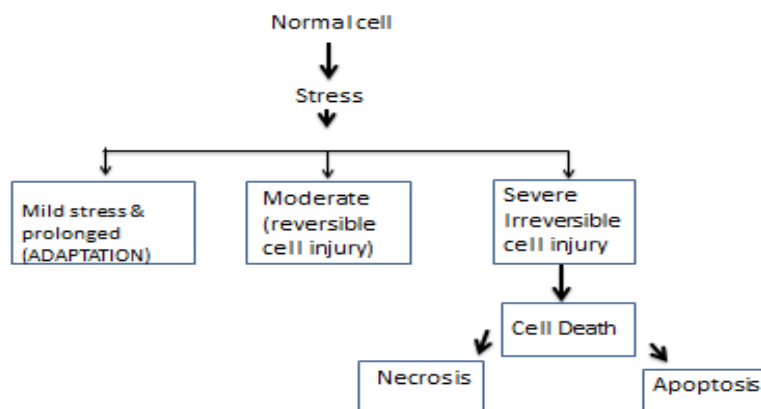 Normal cell
Stress
Mild stress &
prolonged
(ADAPTATION)
Moderate
(reversible
cell injury)
Severe
Irreversible
cell injury
Cell Death
Necrosis
Apoptosis